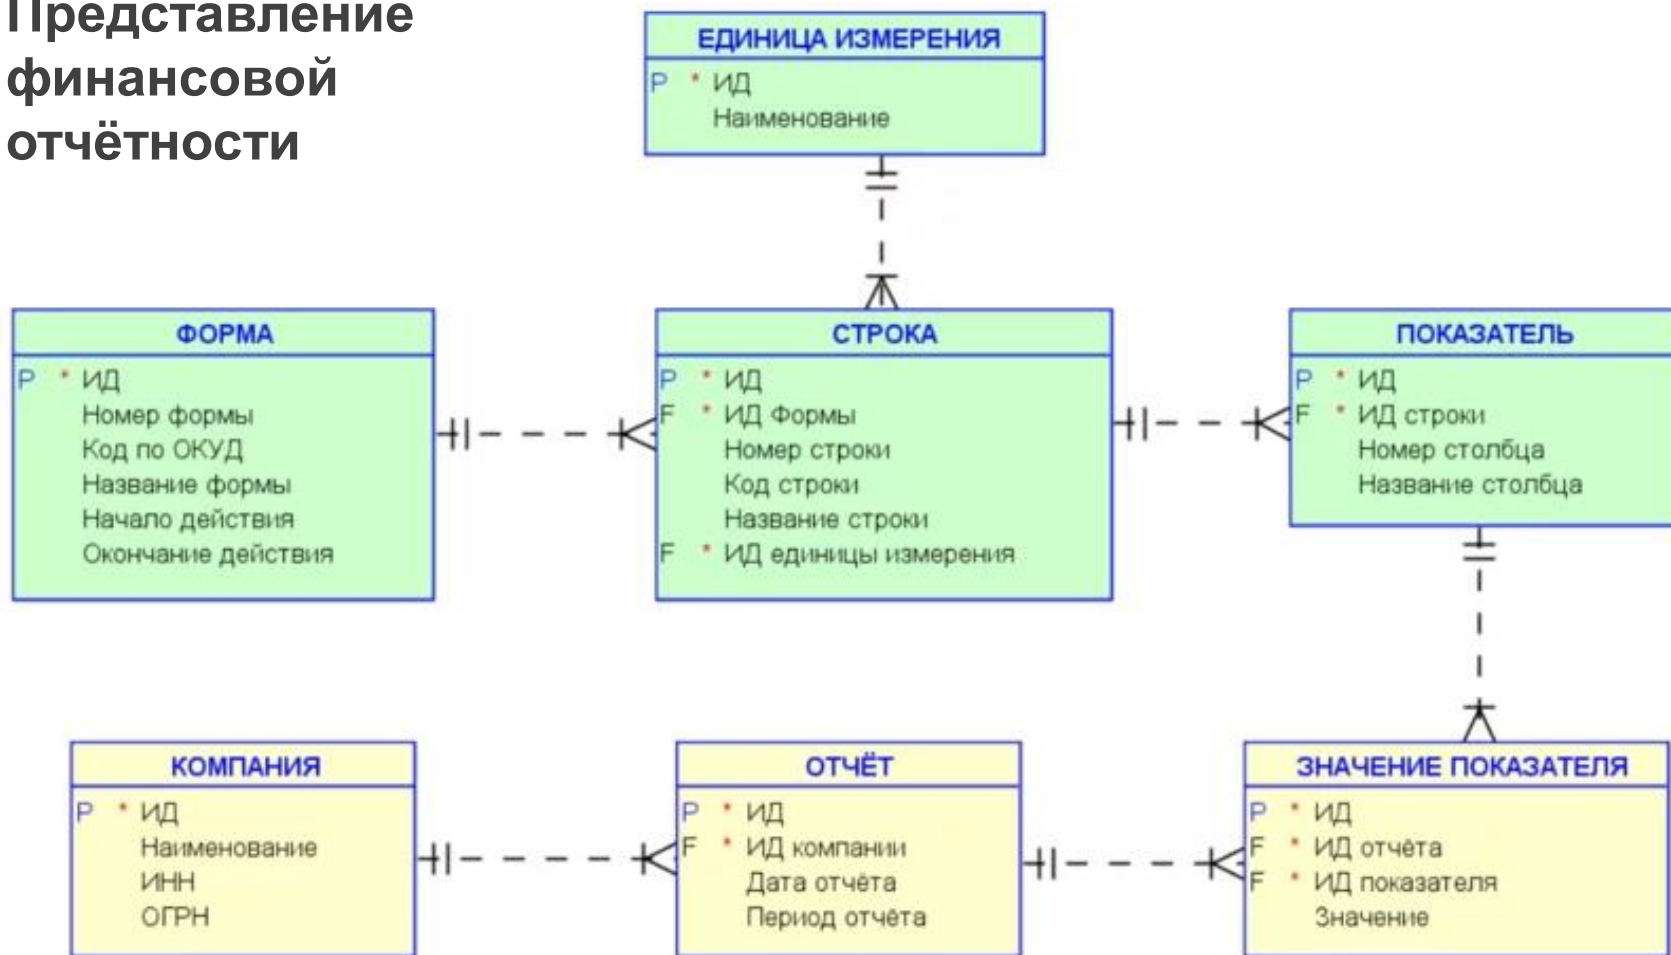 Представление
финансовой
отчётности
ЕДИНИЦА ИЗМЕРЕНИЯ
P * ИД
Наименование
ФОРМА
P * ИД
Номер формы
Код по ОКУД
Название формы
Начало действия
Окончание действия
СТРОКА
P * ИД
F * ИД Формы
Номер строки
Код строки
Название строки
F * ИД единицы измерения
ПОКАЗАТЕЛЬ
P * ИД
F * ИД строки
Номер столбца
Название столбца
КОМПАНИЯ
P * ИД
Наименование
ИНН
ОГРН
ОТЧЁТ
P * ИД
F * ИД компании
Дата отчёта
Период отчёта
ЗНАЧЕНИЕ ПОКАЗАТЕЛЯ
P * ИД
F * ИД отчёта
F * ИД показателя
Значение